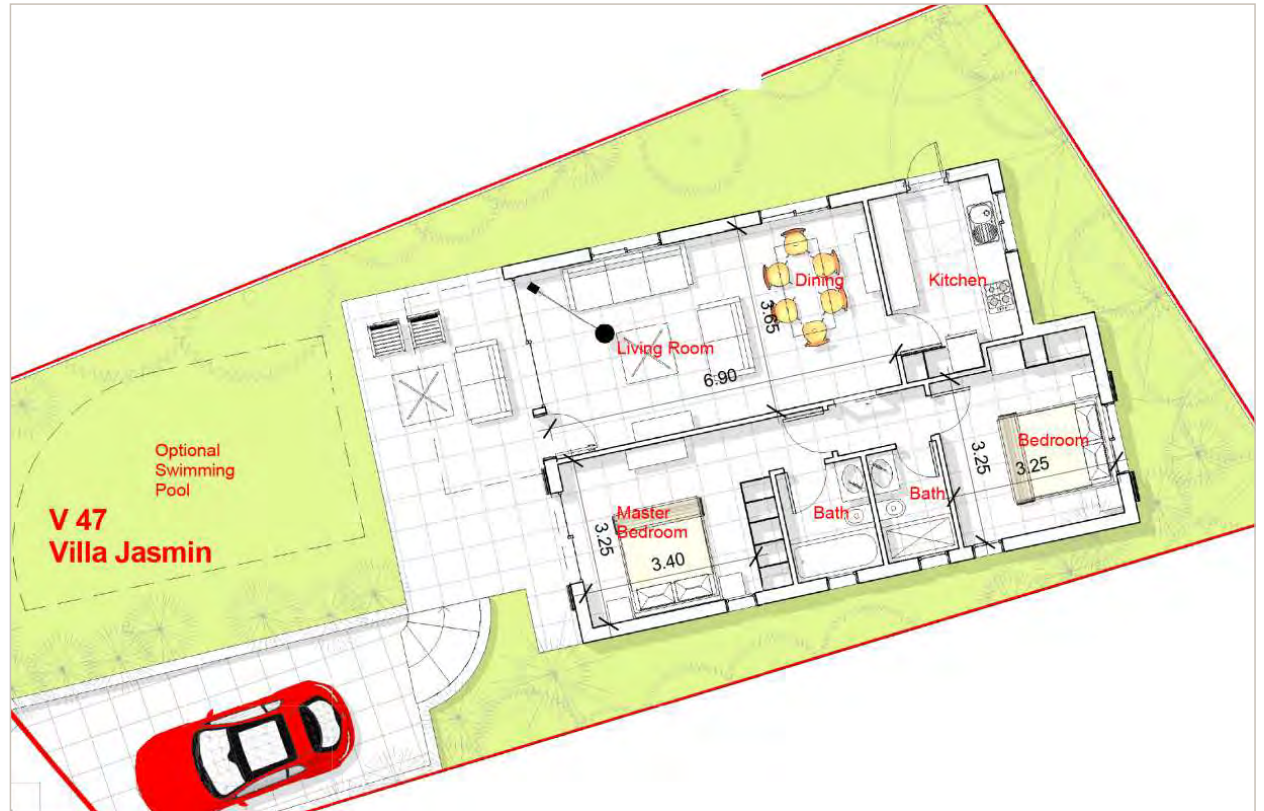 Dining
Kitchen
3.65
Living Room
6.90
Optional
Swimming
Pool
Bedroom
3.25
3.25
V 47
Villa Jasmin
Master
Bedroom
3.25
3.40
Bath
Bath